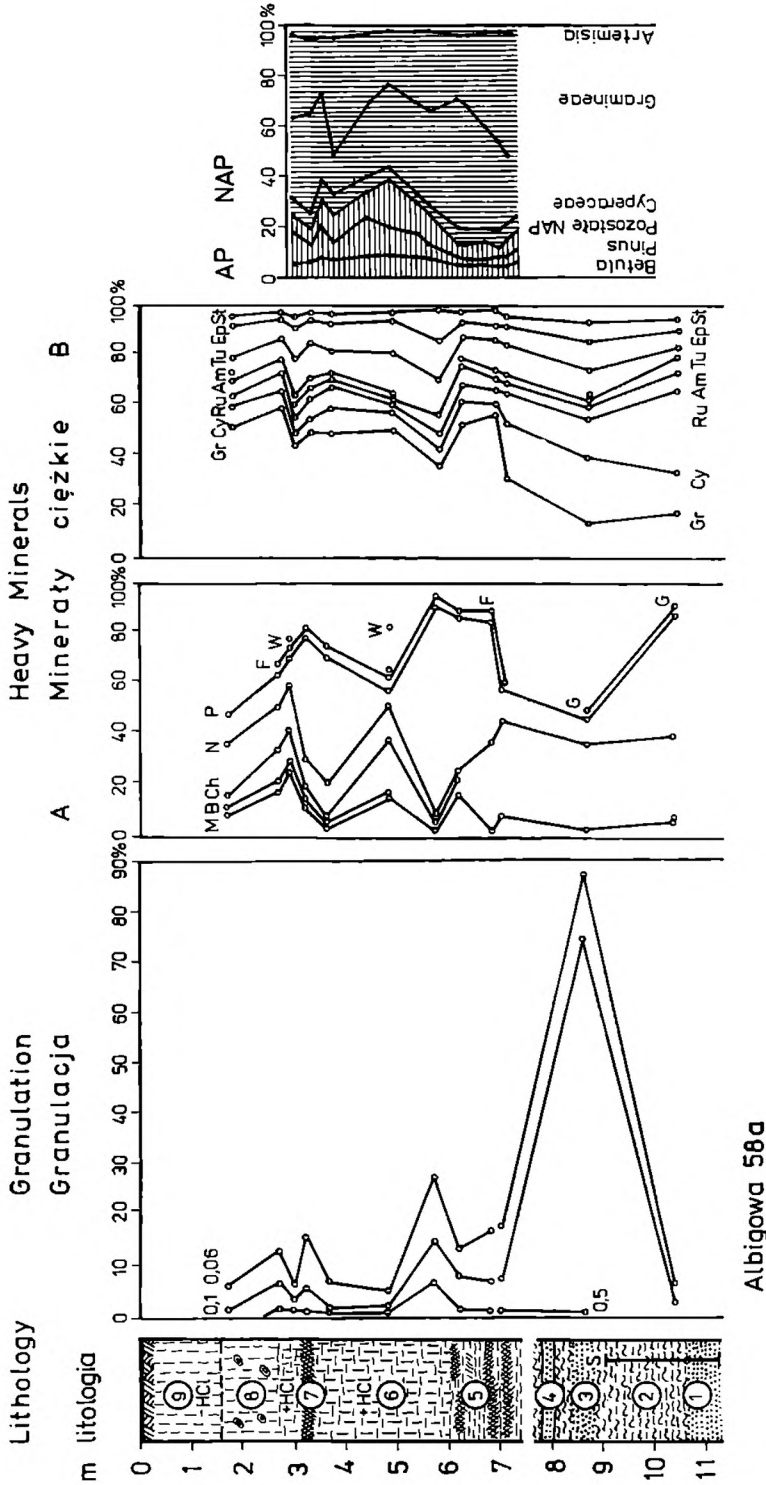 Lithology
m litologia
0
1
2
3
4
5
6
7
8
9
10
11
9
-HCl
8
+HCl
7
6
++HCl
5
4
3
2
S
1
Granulation
Granulacja
0
10
20
30
40
50
60
70
80
90%
0,1 0,06
0,5
Albigowa 58a
Heavy Minerals
Minerały ciężkie
A
0
20
40
60
80
100%
M B Ch N P
F
W
W
F
G
G
B
0
20
40
60
80
100%
Gr Cy Ru Am Tu Ep St
Gr Cy Ru Am Tu Ep St
AP NAP
0
20
40
60
80
100%
Betula
Pinus
Pozostałe NAP
Cyperaceae
Gramineae
Artemisia